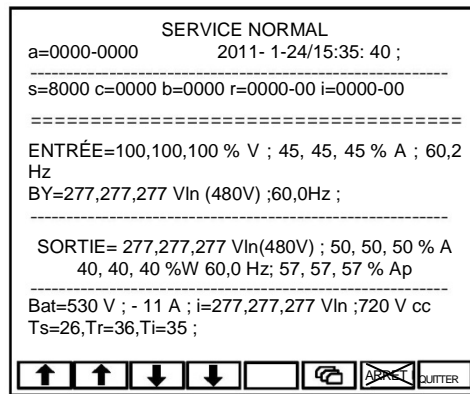 SERVICE NORMAL
a=0000-0000 2011- 1-24/15:35: 40 ;
--------------------------------------------------------------
s=8000 c=0000 b=0000 r=0000-00 i=0000-00
====================================
ENTRÉE=100,100,100 % V ; 45, 45, 45 % A ; 60,2
Hz
BY=277,277,277 Vln (480V) ;60,0Hz ;
--------------------------------------------------------------
SORTIE= 277,277,277 Vln(480V) ; 50, 50, 50 % A
40, 40, 40 %W 60,0 Hz; 57, 57, 57 % Ap
--------------------------------------------------------------
Bat=530 V ; - 11 A ; i=277,277,277 Vln ;720 V cc
Ts=26,Tr=36,Ti=35 ;
ARRET QUITTER